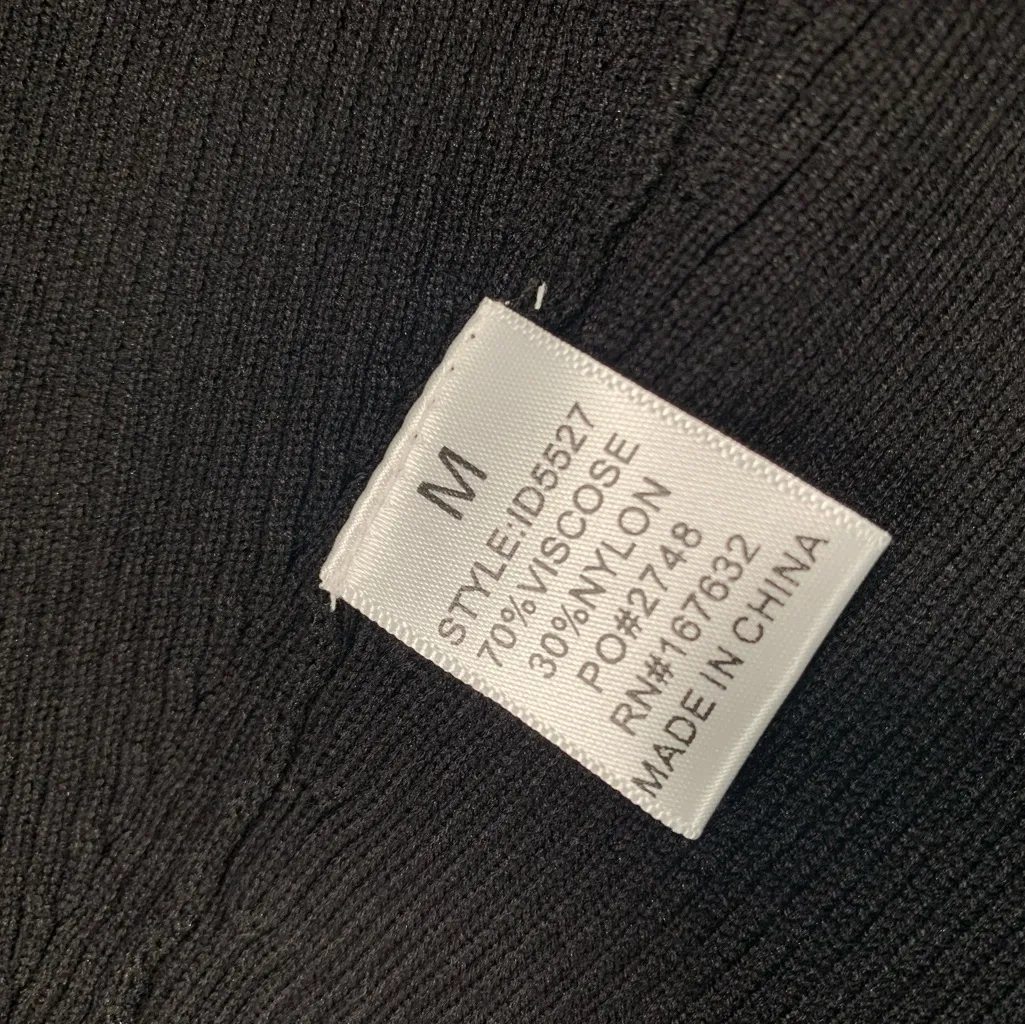 M
STYLE:ID5527
70%VISCOSE
30%NYLON
PO#2748
RN#167632
MADE IN CHINA